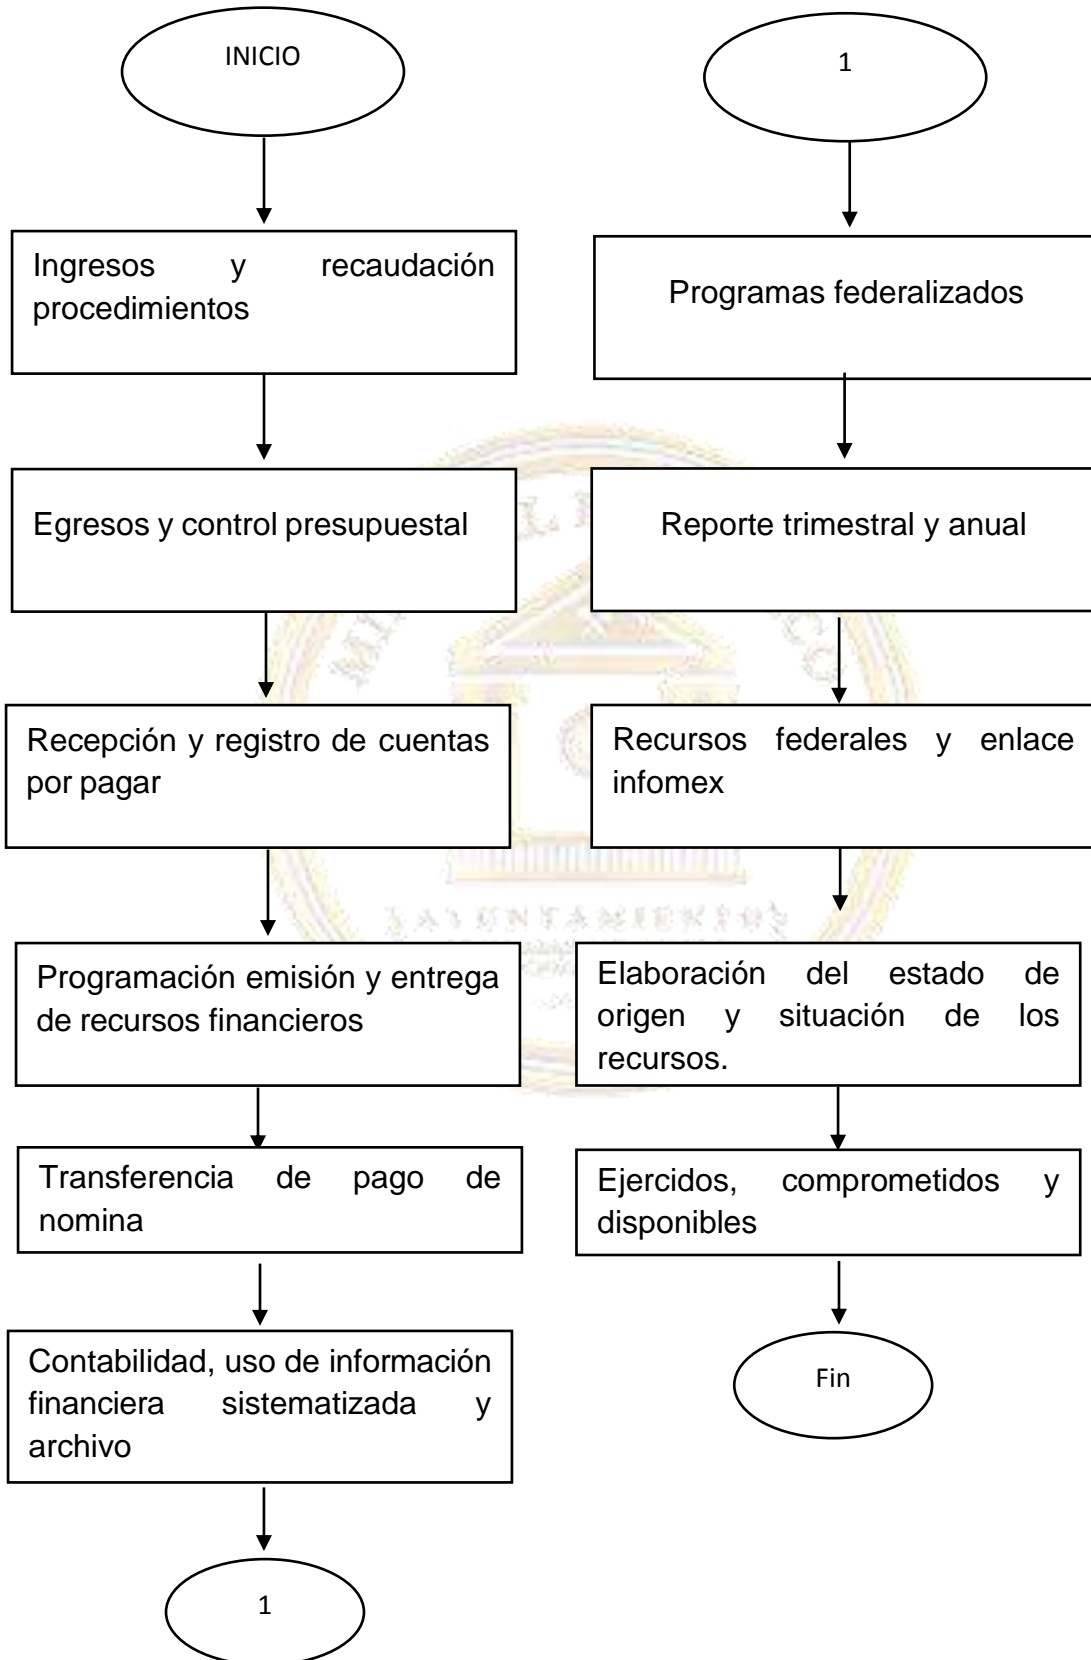 INICIO
Ingresos y recaudación
procedimientos
Egresos y control presupuestal
Recepción y registro de cuentas
por pagar
Programación emisión y entrega
de recursos financieros
Transferencia de pago de
nomina
Contabilidad, uso de información
financiera sistematizada y
archivo
1
1
Programas federalizados
Reporte trimestral y anual
Recursos federales y enlace
infomex
Elaboración del estado de
origen y situación de los
recursos.
Ejercidos, comprometidos y
disponibles
Fin